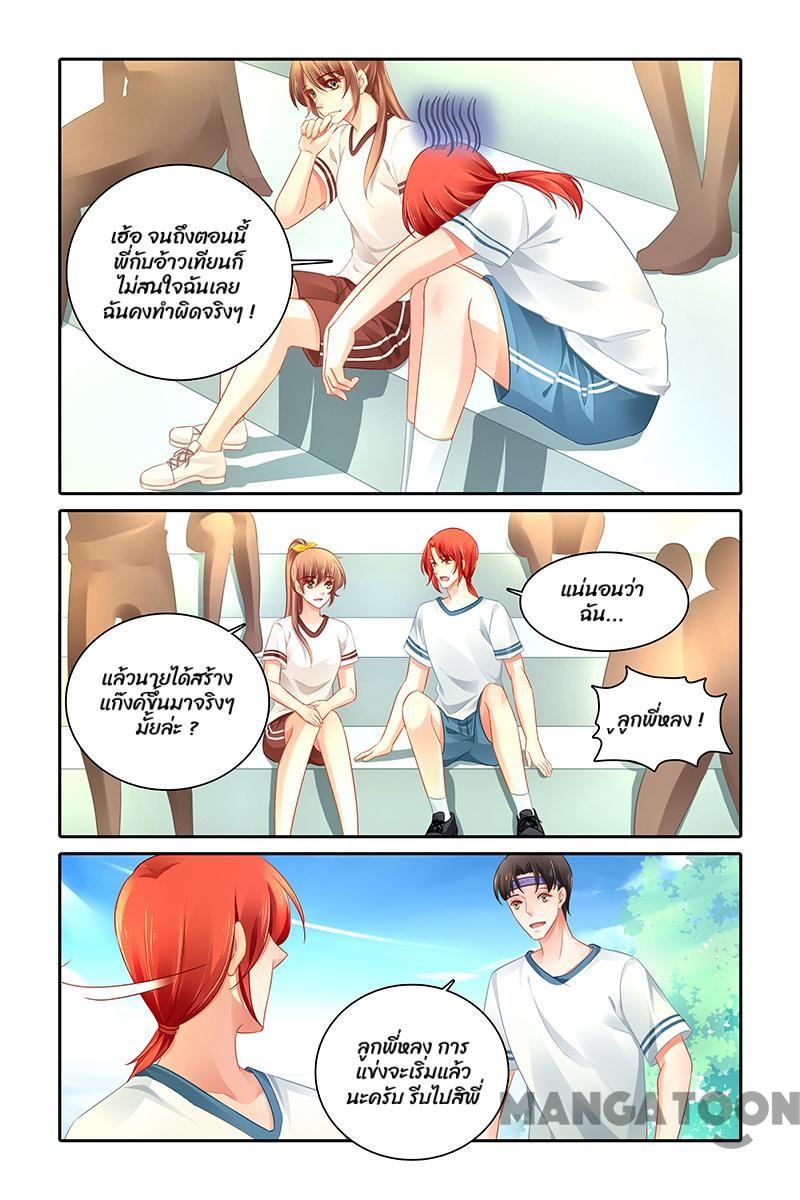 เฮ้อ จนถึงตอนนี้
พี่กับอ้าวเทียนก็
ไม่สนใจฉันเลย
ฉันคงทำผิดจริงๆ !
แล้วนายได้สร้าง
แก๊งค์ขึ้นมาจริงๆ
มั้ยล่ะ ?
แน่นอนว่า
ฉัน...
ลูกพี่หลง !
ลูกพี่หลง การ
แข่งจะเริ่มแล้ว
นะครับ รีบไปสิพี่
MANGATOON